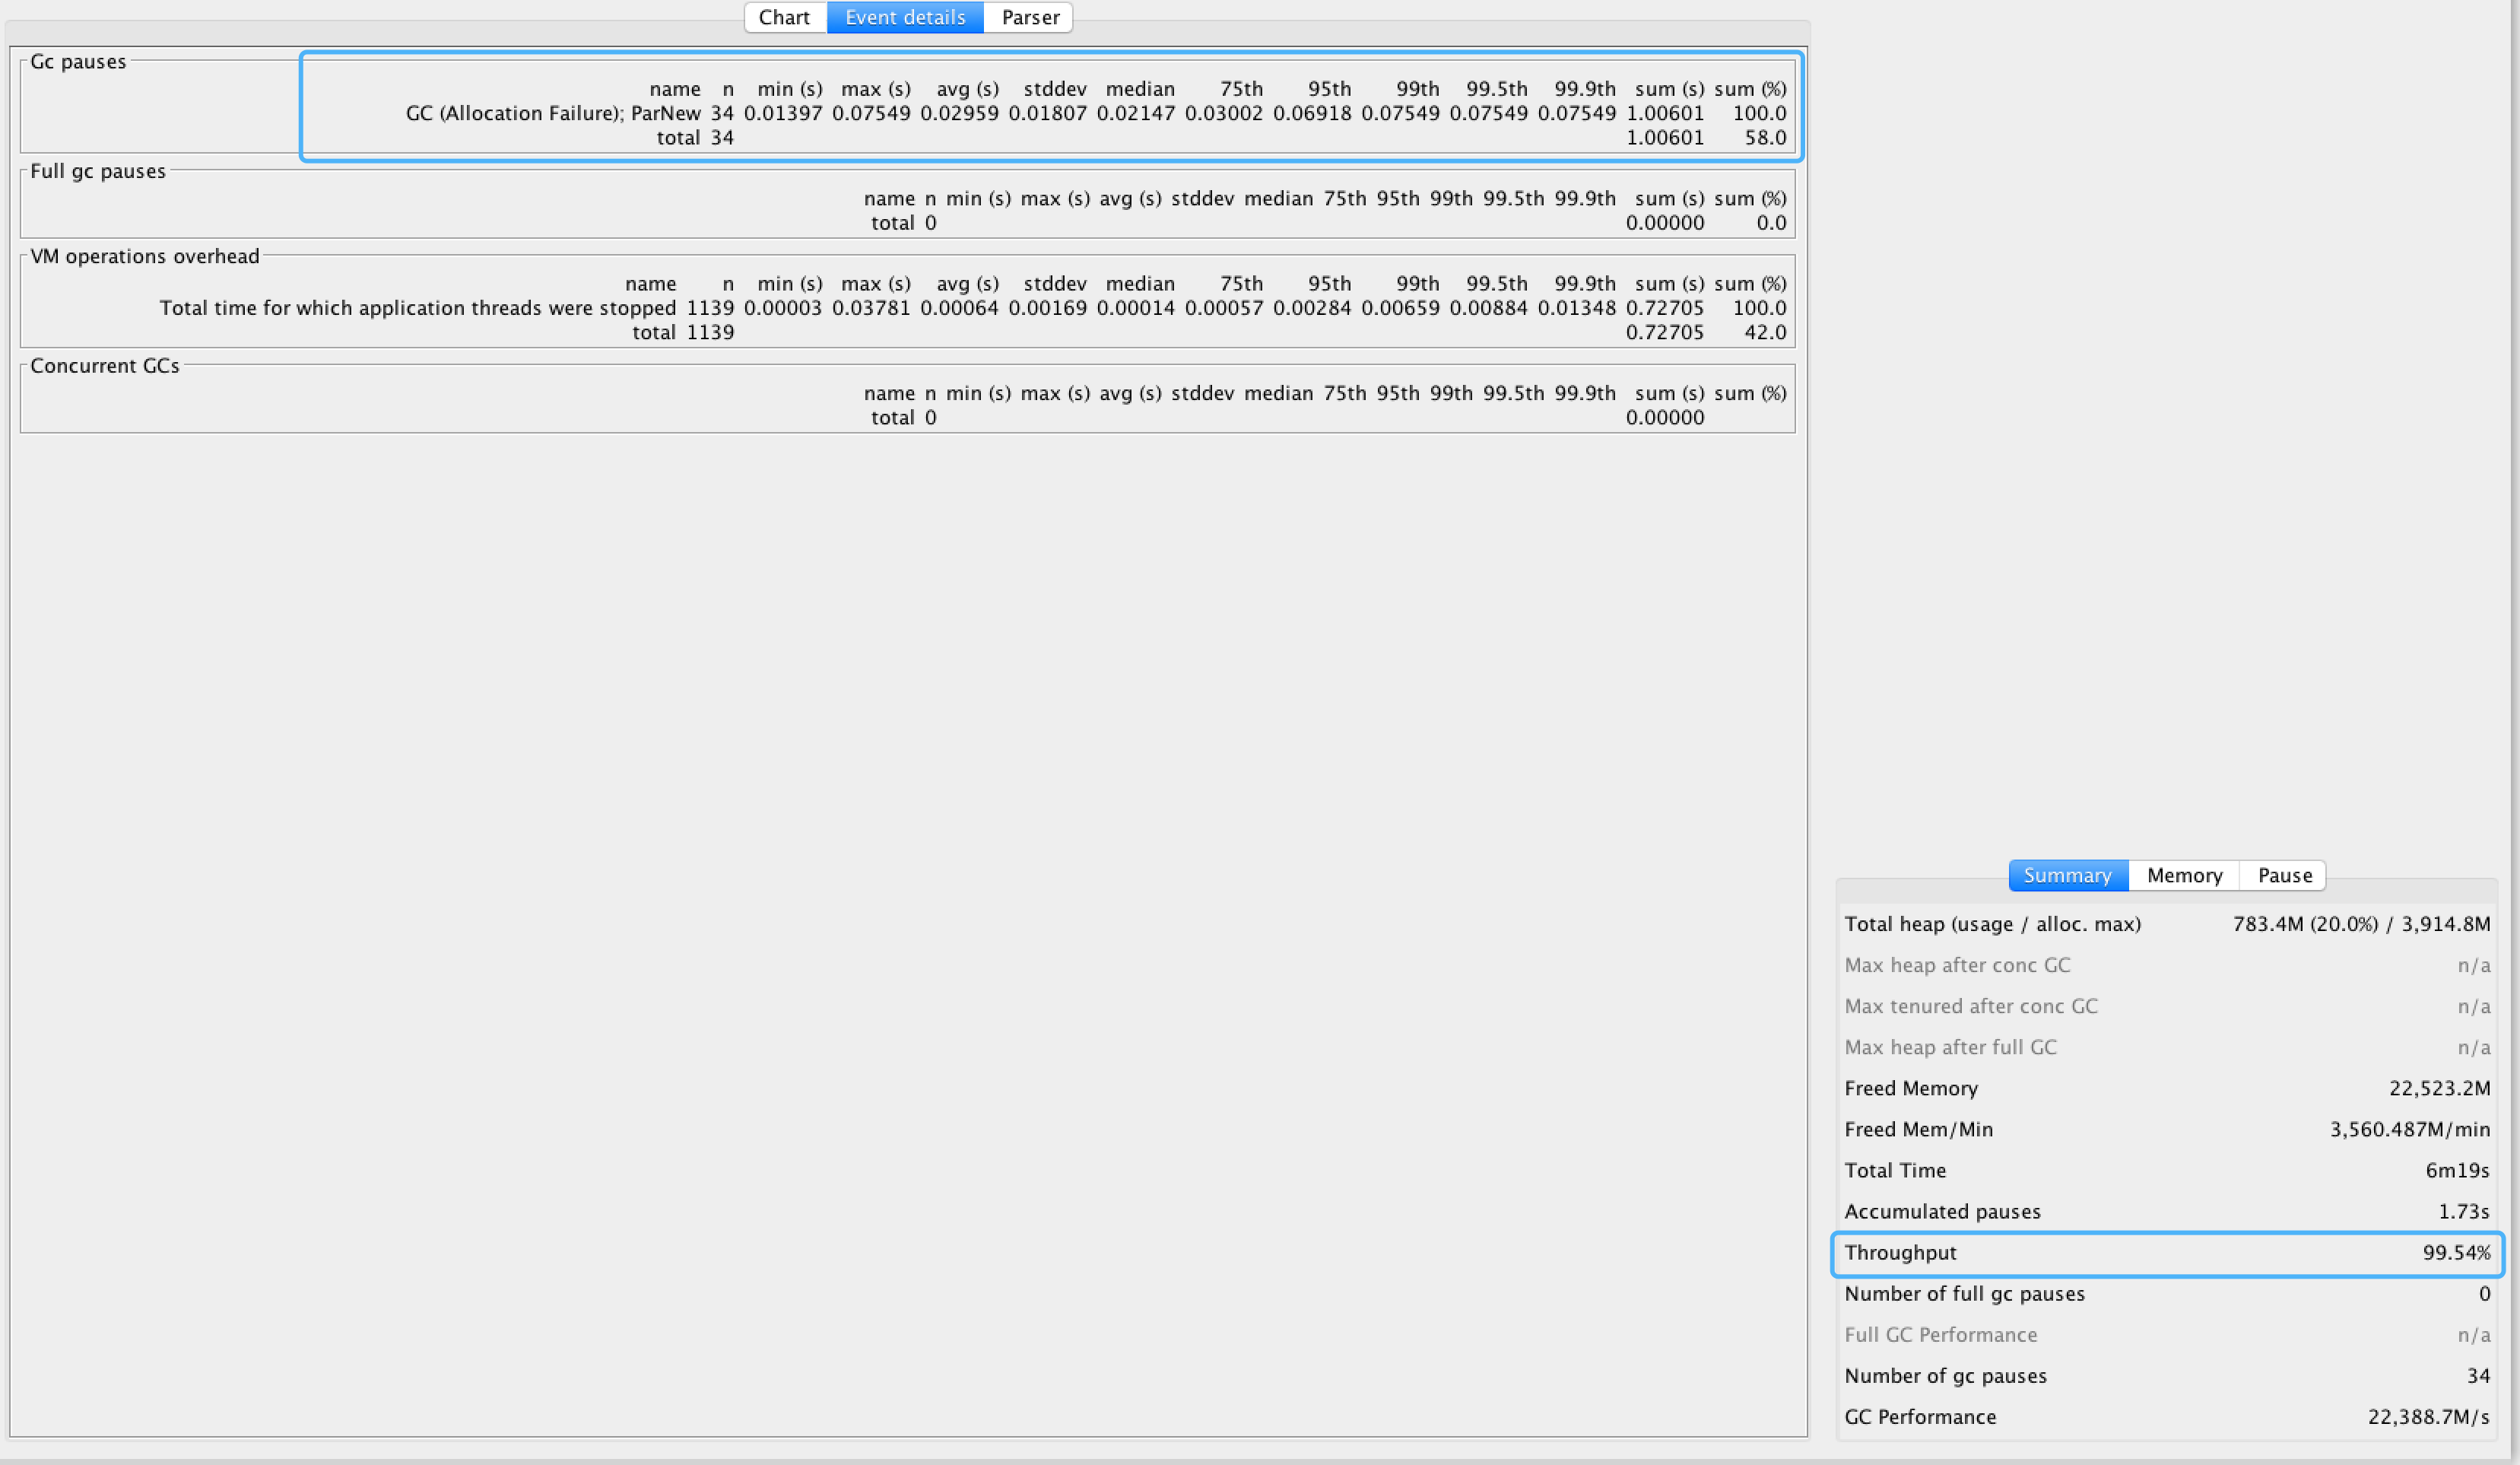 Chart Event details Parser
Gc pauses
name n min (s) max (s) avg (s) stddev median 75th 95th 99th 99.5th 99.9th sum (s) sum (%)
GC (Allocation Failure); ParNew 34 0.01397 0.07549 0.02959 0.01807 0.02147 0.03002 0.06918 0.07549 0.07549 0.07549 1.00601 100.0
total 34 1.00601 58.0
Full gc pauses
name n min (s) max (s) avg (s) stddev median 75th 95th 99th 99.5th 99.9th sum (s) sum (%)
total 0 0.00000 0.0
VM operations overhead
name n min (s) max (s) avg (s) stddev median 75th 95th 99th 99.5th 99.9th sum (s) sum (%)
Total time for which application threads were stopped 1139 0.00003 0.03781 0.00064 0.00169 0.00014 0.00057 0.00284 0.00659 0.00884 0.01348 0.72705 100.0
total 1139 0.72705 42.0
Concurrent GCs
name n min (s) max (s) avg (s) stddev median 75th 95th 99th 99.5th 99.9th sum (s) sum (%)
total 0 0.00000
Summary Memory Pause
Total heap (usage / alloc. max) 783.4M (20.0%) / 3,914.8M
Max heap after conc GC n/a
Max tenured after conc GC n/a
Max heap after full GC n/a
Freed Memory 22,523.2M
Freed Mem/Min 3,560.487M/min
Total Time 6m19s
Accumulated pauses 1.73s
Throughput 99.54%
Number of full gc pauses 0
Full GC Performance n/a
Number of gc pauses 34
GC Performance 22,388.7M/s